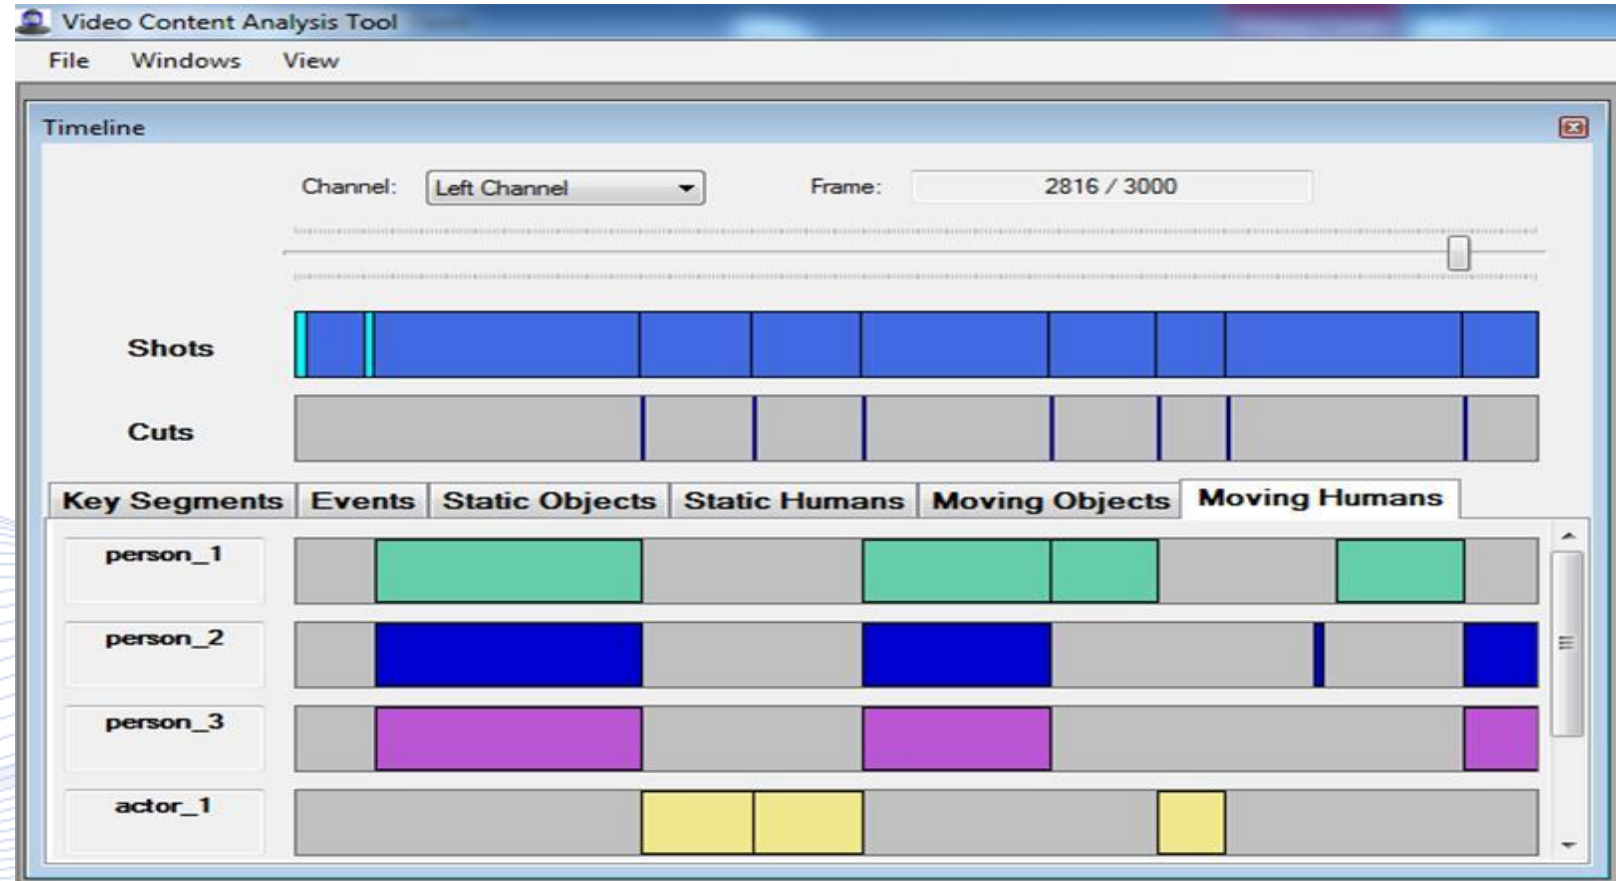 Video Content Analysis Tool
File Windows View
Timeline
Channel: Left Channel Frame: 2816 / 3000
Shots
Cuts
Key Segments Events Static Objects Static Humans Moving Objects Moving Humans
person_1
person_2
person_3
actor_1